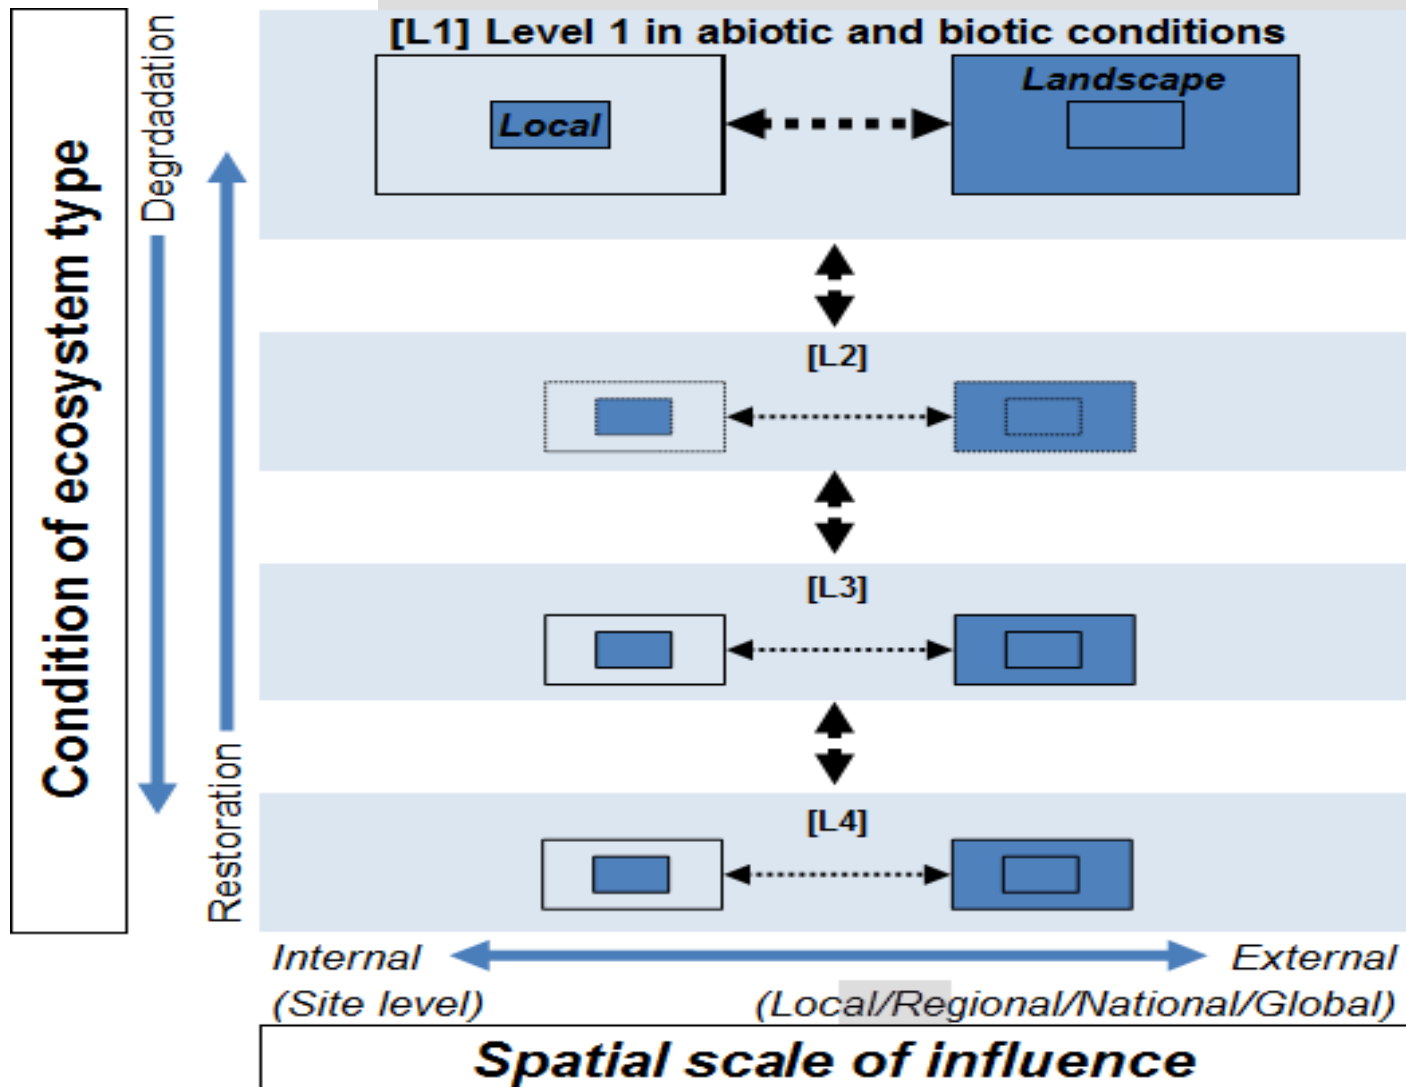 [L1] Level 1 in abiotic and biotic conditions
Local
Landscape
Degrdadation
Condition of ecosystem type
[L2]
[L3]
Restoration
[L4]
Internal
External
(Site level)
(Local/Regional/National/Global)
Spatial scale of influence